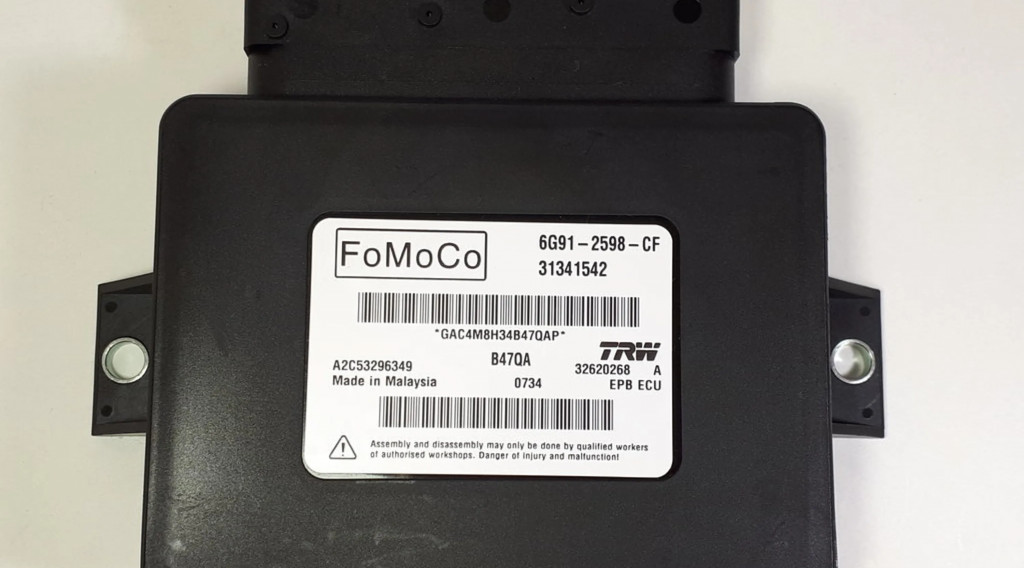 FoMoCo
6G91-2598-CF
31341542
*GAC4M8H34B47QAP*
B47QA
TRW
A2C53296349
32620268 A
Made in Malaysia
0734
EPB ECU
Assembly and disassembly may only be done by qualified workers
of authorised workshops. Danger of injury and malfunction!